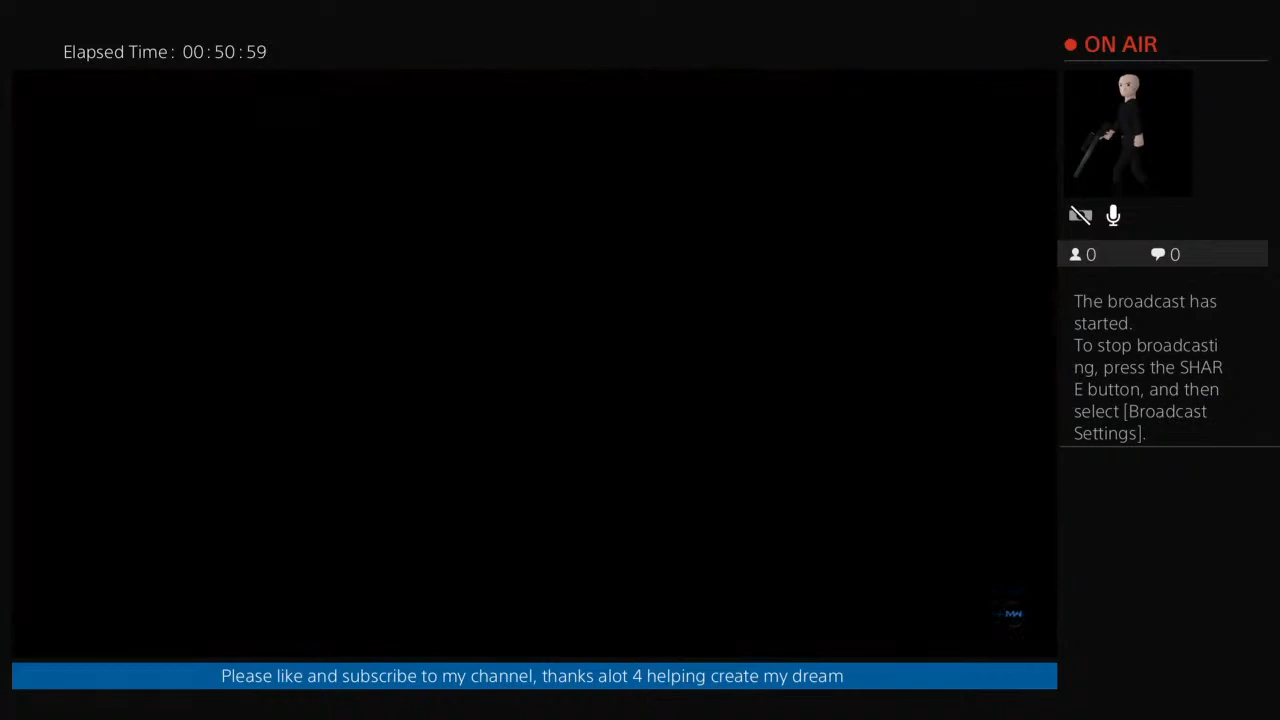 Elapsed Time: 00:50:59
ON AIR
0 0
The broadcast has
started.
To stop broadcasti
ng, press the SHAR
E button, and then
select [Broadcast
Settings].
MW
Please like and subscribe to my channel, thanks alot 4 helping create my dream